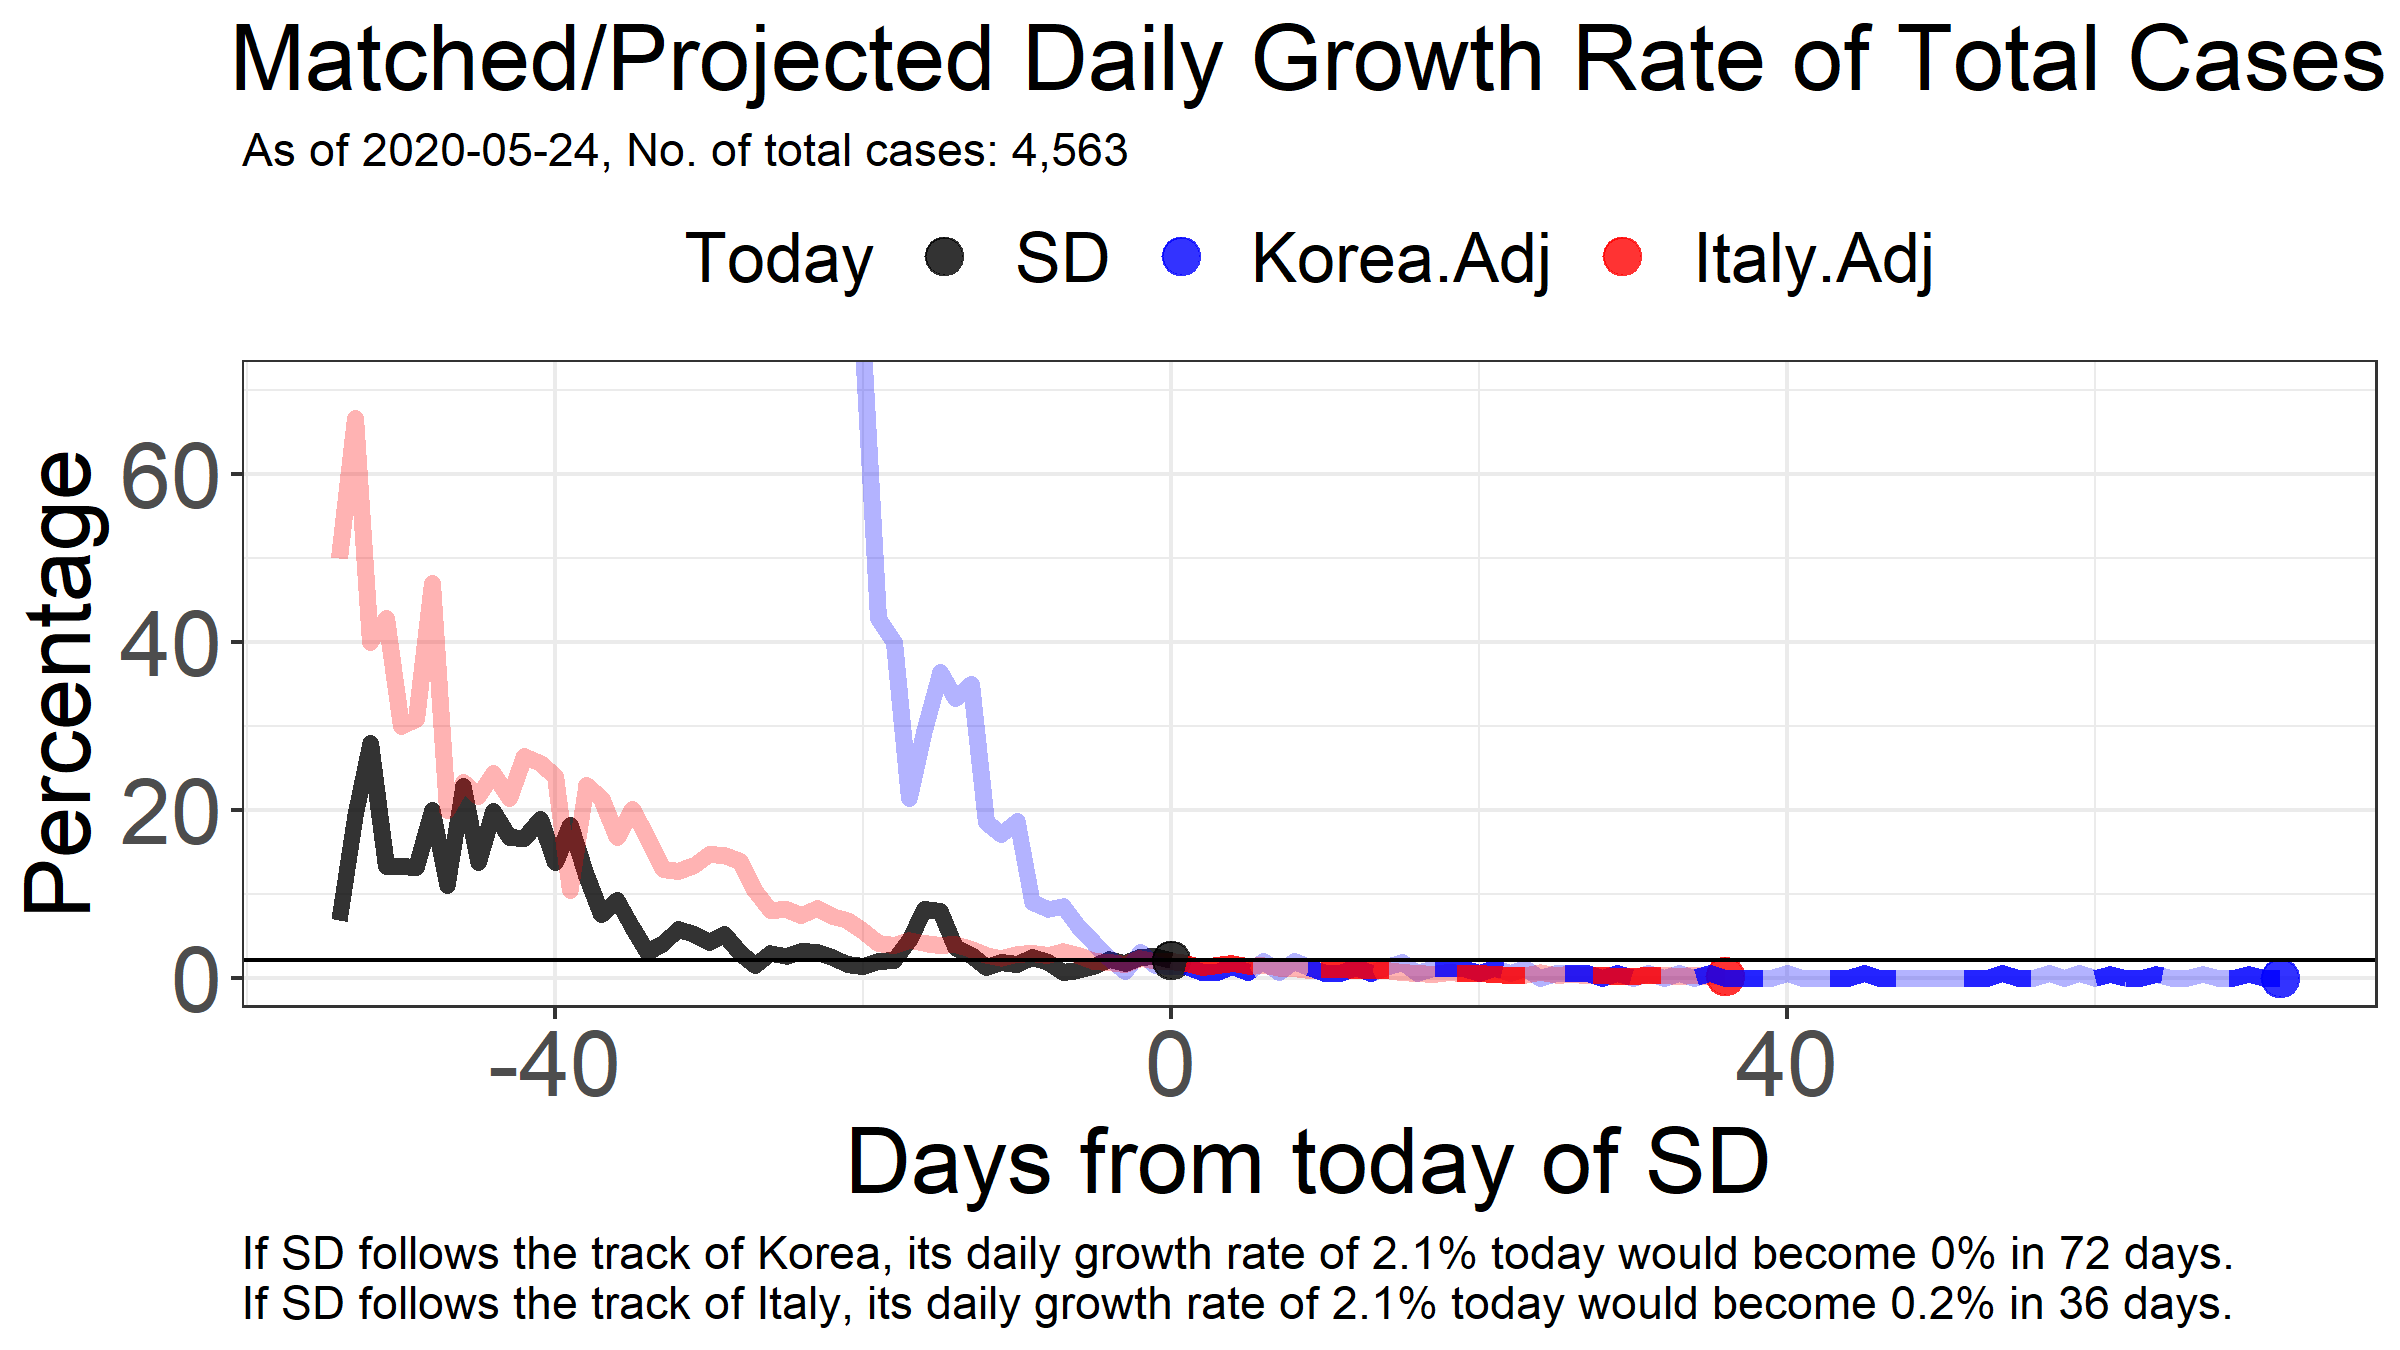 Matched/Projected Daily Growth Rate of Total Cases
As of 2020-05-24, No. of total cases: 4,563
Today SD Korea.Adj Italy.Adj
Percentage
60
40
20
0
-40 0 40
Days from today of SD
If SD follows the track of Korea, its daily growth rate of 2.1% today would become 0% in 72 days.
If SD follows the track of Italy, its daily growth rate of 2.1% today would become 0.2% in 36 days.